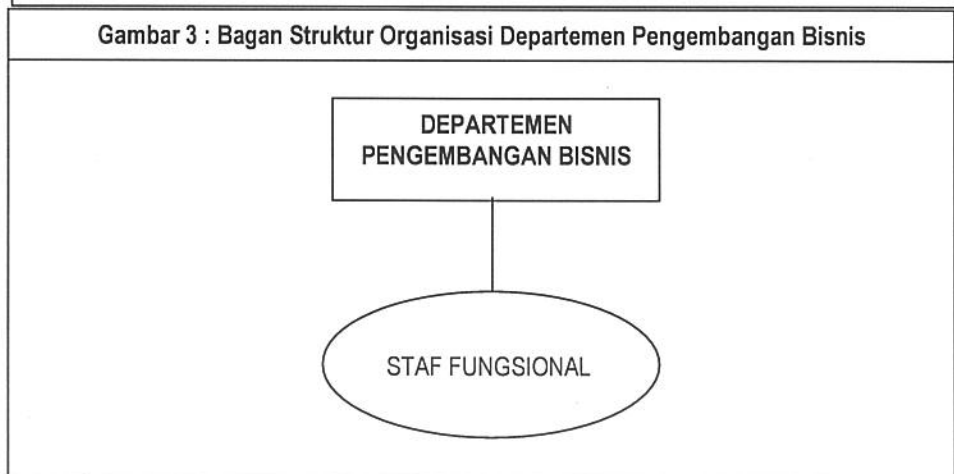 Gambar 3 : Bagan Struktur Organisasi Departemen Pengembangan Bisnis
DEPARTEMEN
PENGEMBANGAN BISNIS
STAF FUNGSIONAL